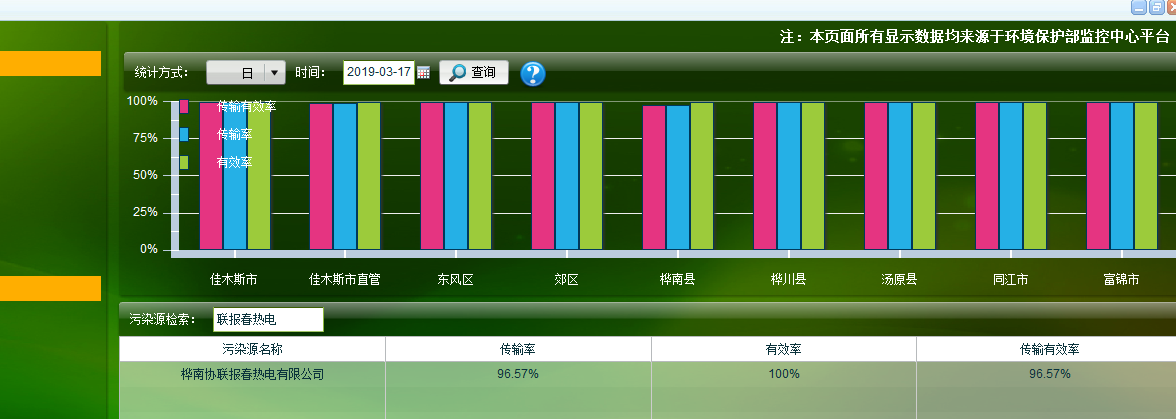 注：本页面所有显示数据均来源于环境保护部监控中心平台
统计方式： 日 时间： 2019-03-17 查询 ?
100%
75%
50%
25%
0%
传输有效率
传输率
有效率
佳木斯市 佳木斯市直管 东风区 郊区 桦南县 桦川县 汤原县 同江市 富锦市
污染源检索： 联报春热电
污染源名称 传输率 有效率 传输有效率
桦南协联报春热电有限公司 96.57% 100% 96.57%